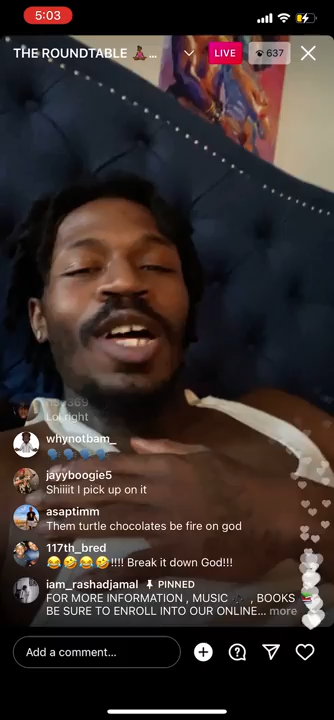 5:03
THE ROUNDTABLE 🧘🏾‍♂️...
LIVE
637
Lol right
whynotbam_
🗣️🗣️🗣️🗣️
jayyboogie5
Shiiiit I pick up on it
asaptimm
Them turtle chocolates be fire on god
117th_bred
😂🤣😂🤣!!!! Break it down God!!!
iam_rashadjamal PINNED
FOR MORE INFORMATION , MUSIC 🎶 , BOOKS 📚
BE SURE TO ENROLL INTO OUR ONLINE... more
Add a comment...